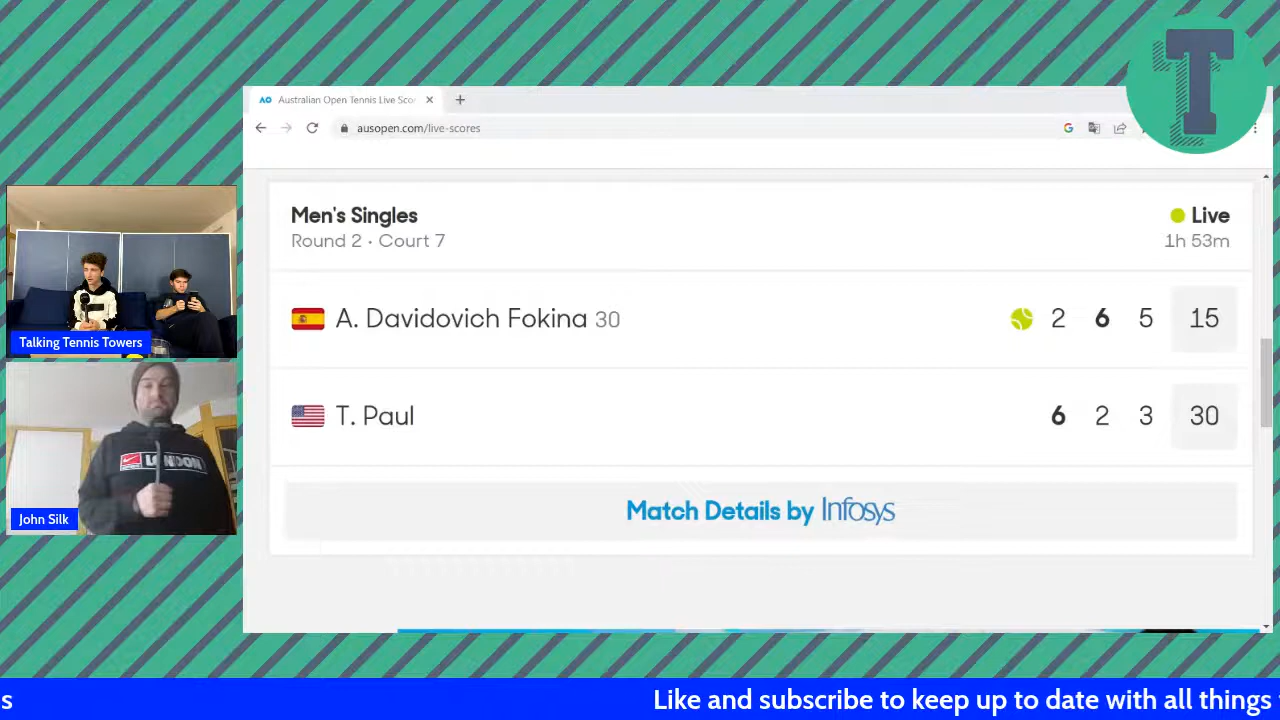 T
AO Australian Open Tennis Live Scor
ausopen.com/live-scores
Men's Singles
Live
Round 2 · Court 7
1h 53m
A. Davidovich Fokina 30
2 6 5 15
T. Paul
6 2 3 30
Match Details by Infosys
Talking Tennis Towers
LONDON
John Silk
s
Like and subscribe to keep up to date with all things